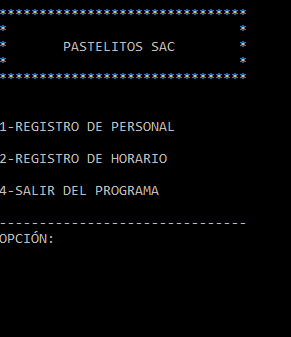 *******************************
*                             *
*       PASTELITOS SAC        *
*                             *
*******************************
1-REGISTRO DE PERSONAL
2-REGISTRO DE HORARIO
4-SALIR DEL PROGRAMA
-------------------------------
OPCIÓN: